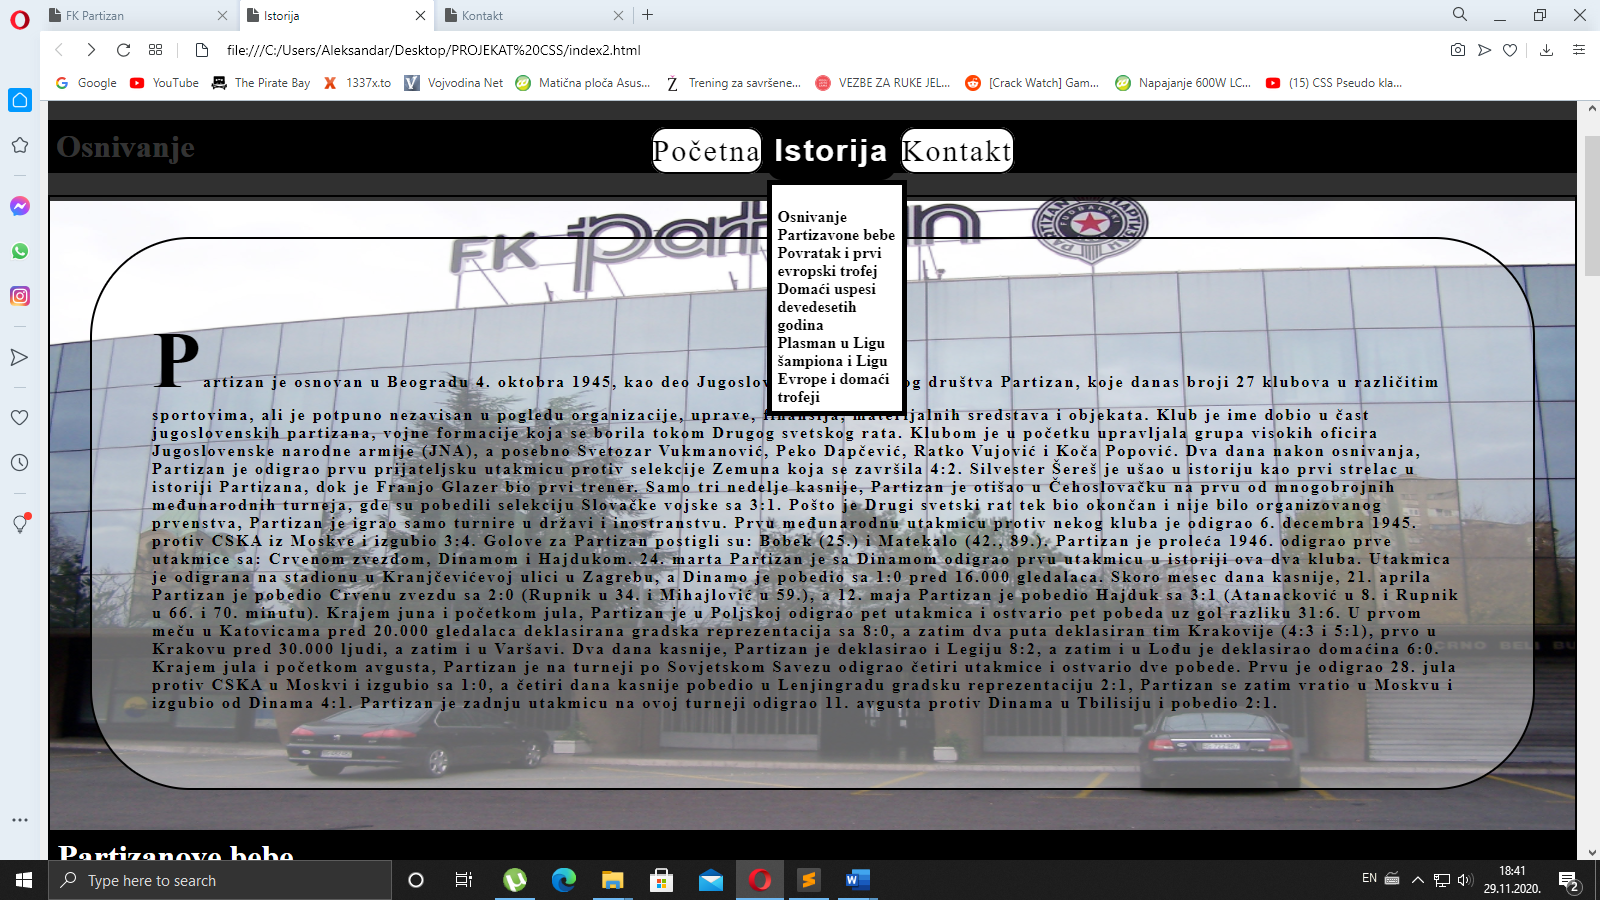 FK Partizan
Istorija
Kontakt
file:///C:/Users/Aleksandar/Desktop/PROJEKAT%20CSS/index2.html
Google
YouTube
The Pirate Bay
1337x.to
Vojvodina Net
Matična ploča Asus...
Trening za savršene...
VEZBE ZA RUKE JEL...
[Crack Watch] Gam...
Napajanje 600W LC...
(15) CSS Pseudo kla...
Osnivanje
Početna
Istorija
Kontakt
FK partizan
FUDBALSKI
Osnivanje
Partizavone bebe
Povratak i prvi
evropski trofej
Domaći uspesi
devedesetih
godina
Plasman u Ligu
šampiona i Ligu
Evrope i domaći
trofeji
Partizan je osnovan u Beogradu 4. oktobra 1945, kao deo Jugoslov og društva Partizan, koje danas broji 27 klubova u različitim
sportovima, ali je potpuno nezavisan u pogledu organizacije, uprave, finansija, materijalnih sredstava i objekata. Klub je ime dobio u čast
jugoslovenskih partizana, vojne formacije koja se borila tokom Drugog svetskog rata. Klubom je u početku upravljala grupa visokih oficira
Jugoslovenske narodne armije (JNA), a posebno Svetozar Vukmanović, Peko Dapčević, Ratko Vujović i Koča Popović. Dva dana nakon osnivanja,
Partizan je odigrao prvu prijateljsku utakmicu protiv selekcije Zemuna koja se završila 4:2. Silvester Šereš je ušao u istoriju kao prvi strelac u
istoriji Partizana, dok je Franjo Glazer bio prvi trener. Samo tri nedelje kasnije, Partizan je otišao u Čehoslovačku na prvu od mnogobrojnih
međunarodnih turneja, gde su pobedili selekciju Slovačke vojske sa 3:1. Pošto je Drugi svetski rat tek bio okončan i nije bilo organizovanog
prvenstva, Partizan je igrao samo turnire u državi i inostranstvu. Prvu međunarodnu utakmicu protiv nekog kluba je odigrao 6. decembra 1945.
protiv CSKA iz Moskve i izgubio 3:4. Golove za Partizan postigli su: Bobek (25.) i Matekalo (42., 89.). Partizan je proleća 1946. odigrao prve
utakmice sa: Crvenom zvezdom, Dinamom i Hajdukom. 24. marta Partizan je sa Dinamom odigrao prvu utakmicu u istoriji ova dva kluba. Utakmica
je odigrana na stadionu u Kranjčevićevoj ulici u Zagrebu, a Dinamo je pobedio sa 1:0 pred 16.000 gledalaca. Skoro mesec dana kasnije, 21. aprila
Partizan je pobedio Crvenu zvezdu sa 2:0 (Rupnik u 34. i Mihajlović u 59.), a 12. maja Partizan je pobedio Hajduk sa 3:1 (Atanacković u 8. i Rupnik
u 66. i 70. minutu). Krajem juna i početkom jula, Partizan je u Poljskoj odigrao pet utakmica i ostvario pet pobeda uz gol razliku 31:6. U prvom
meču u Katovicama pred 20.000 gledalaca deklasirana gradska reprezentacija sa 8:0, a zatim dva puta deklasiran tim Krakovije (4:3 i 5:1), prvo u
Krakovu pred 30.000 ljudi, a zatim i u Varšavi. Dva dana kasnije, Partizan je deklasirao i Legiju 8:2, a zatim i u Lođu je deklasirao domaćina 6:0.
Krajem jula i početkom avgusta, Partizan je na turneji po Sovjetskom Savezu odigrao četiri utakmice i ostvario dve pobede. Prvu je odigrao 28. jula
protiv CSKA u Moskvi i izgubio sa 1:0, a četiri dana kasnije pobedio u Lenjingradu gradsku reprezentaciju 2:1, Partizan se zatim vratio u Moskvu i
izgubio od Dinama 4:1. Partizan je zadnju utakmicu na ovoj turneji odigrao 11. avgusta protiv Dinama u Tbilisiju i pobedio 2:1.
CRNO BELI BU
Partizanove bebe
Type here to search
EN
18:41
29.11.2020.
2